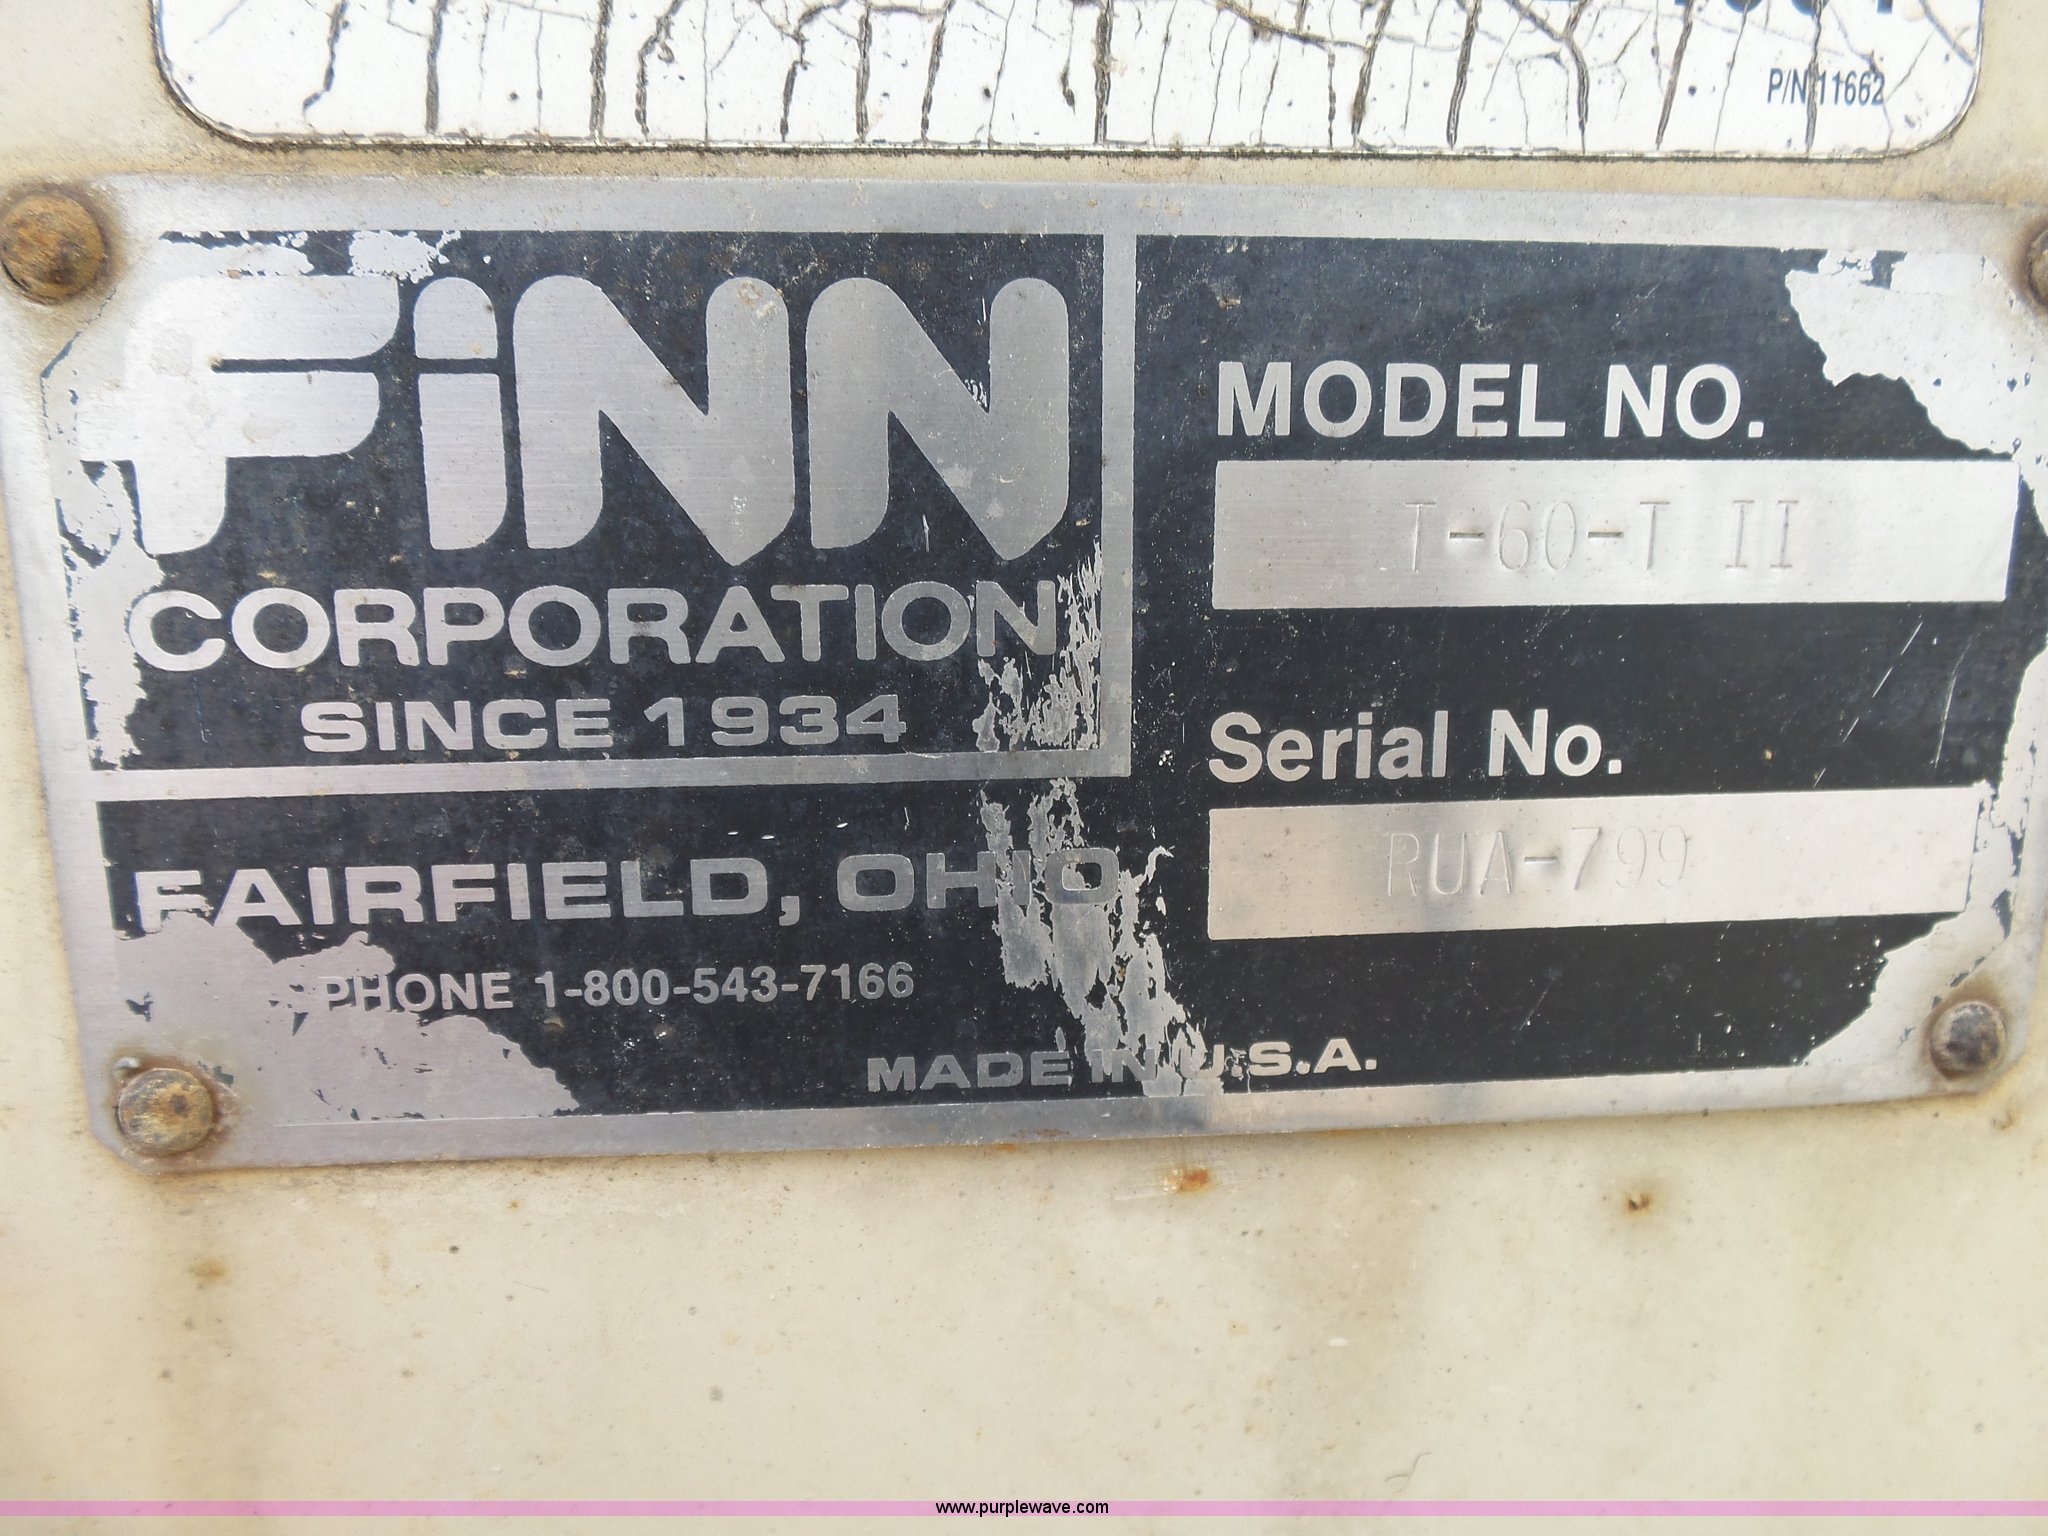 P/N 11662
FiNN
CORPORATION
SINCE 1934
FAIRFIELD, OHIO
PHONE 1-800-543-7166
MADE IN U.S.A.
MODEL NO.
T-60-T II
Serial No.
RUA-799
www.purplewave.com